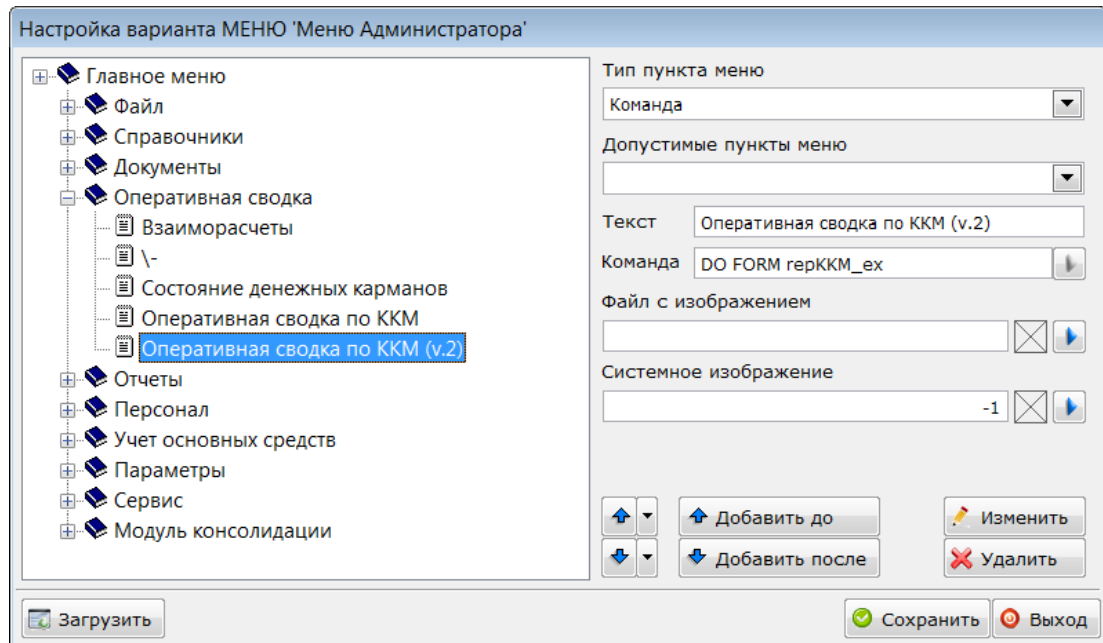 Настройка варианта МЕНЮ 'Меню Администратора'
Главное меню
Файл
Справочники
Документы
Оперативная сводка
Взаиморасчеты
\-
Состояние денежных карманов
Оперативная сводка по ККМ
Оперативная сводка по ККМ (v.2)
Отчеты
Персонал
Учет основных средств
Параметры
Сервис
Модуль консолидации
Тип пункта меню
Команда
Допустимые пункты меню
Текст Оперативная сводка по ККМ (v.2)
Команда DO FORM repKKM_ex
Файл с изображением
Системное изображение
-1
Добавить до Изменить
Добавить после Удалить
Загрузить Сохранить Выход